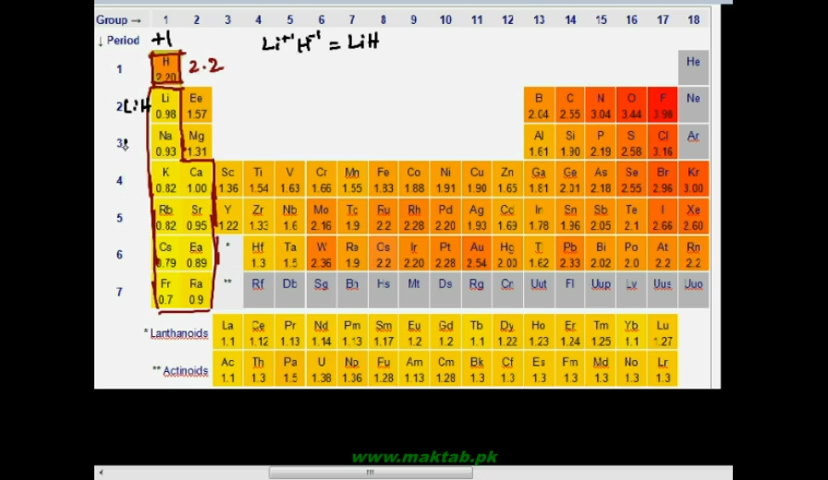 Group → 1 2 3 4 5 6 7 8 9 10 11 12 13 14 15 16 17 18
↓ Period +1 Li+1 H-1 = LiH
1 H He
2.20 2.2
2 LiH Li Ee B C N O F Ne
0.98 1.57 2.04 2.55 3.04 3.44 3.98
3 Na Mg Al Si P S Cl Ar
0.93 1.31 1.61 1.90 2.19 2.58 3.16
4 K Ca Sc Ti V Cr Mn Fe Co Ni Cu Zn Ga Ge As Se Br Kr
0.82 1.00 1.36 1.54 1.63 1.66 1.55 1.83 1.88 1.91 1.90 1.65 1.81 2.01 2.18 2.55 2.96 3.00
5 Rb Sr Y Zr Nb Mo Tc Ru Rh Pd Ag Cd In Sn Sb Te I Xe
0.82 0.95 1.22 1.33 1.6 2.16 1.9 2.2 2.28 2.20 1.93 1.69 1.78 1.96 2.05 2.1 2.66 2.60
6 Cs Ea * Hf Ta W Re Os Ir Pt Au Hg Tl Pb Bi Po At Rn
0.79 0.89 1.3 1.5 2.36 1.9 2.2 2.20 2.28 2.54 2.00 1.62 2.33 2.02 2.0 2.2 2.2
7 Fr Ra ** Rf Db Sg Bh Hs Mt Ds Rg Cn Uut Fl Uup Lv Uus Uuo
0.7 0.9
* Lanthanoids La Ce Pr Nd Pm Sm Eu Gd Tb Dy Ho Er Tm Yb Lu
1.1 1.12 1.13 1.14 1.13 1.17 1.2 1.2 1.1 1.22 1.23 1.24 1.25 1.1 1.27
** Actinoids Ac Th Pa U Np Pu Am Cm Bk Cf Es Fm Md No Lr
1.1 1.3 1.5 1.38 1.36 1.28 1.13 1.28 1.3 1.3 1.3 1.3 1.3 1.3 1.3
www.maktab.pk